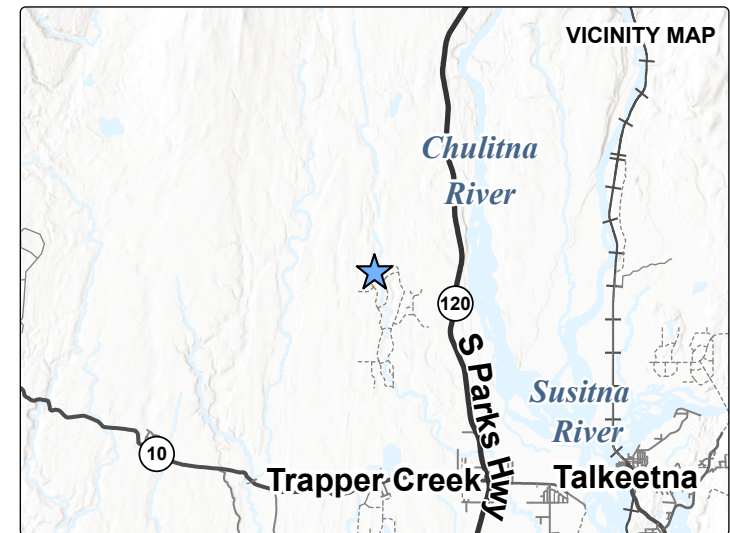 VICINITY MAP
Chulitna
River
120
S Parks Hwy
Susitna
River
10
Trapper Creek
Talkeetna